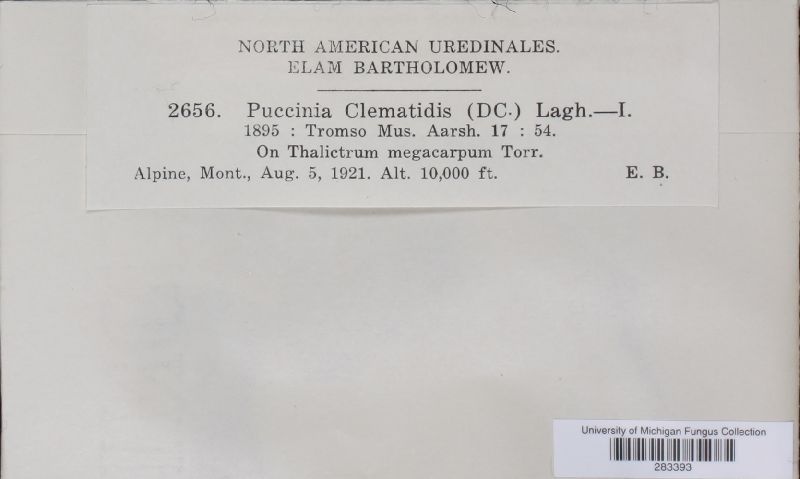 NORTH AMERICAN UREDINALES.
ELAM BARTHOLOMEW.
2656. Puccinia Clematidis (DC.) Lagh.—I.
1895 : Tromso Mus. Aarsh. 17 : 54.
On Thalictrum megacarpum Torr.
Alpine, Mont., Aug. 5, 1921. Alt. 10,000 ft. E. B.
University of Michigan Fungus Collection
283393